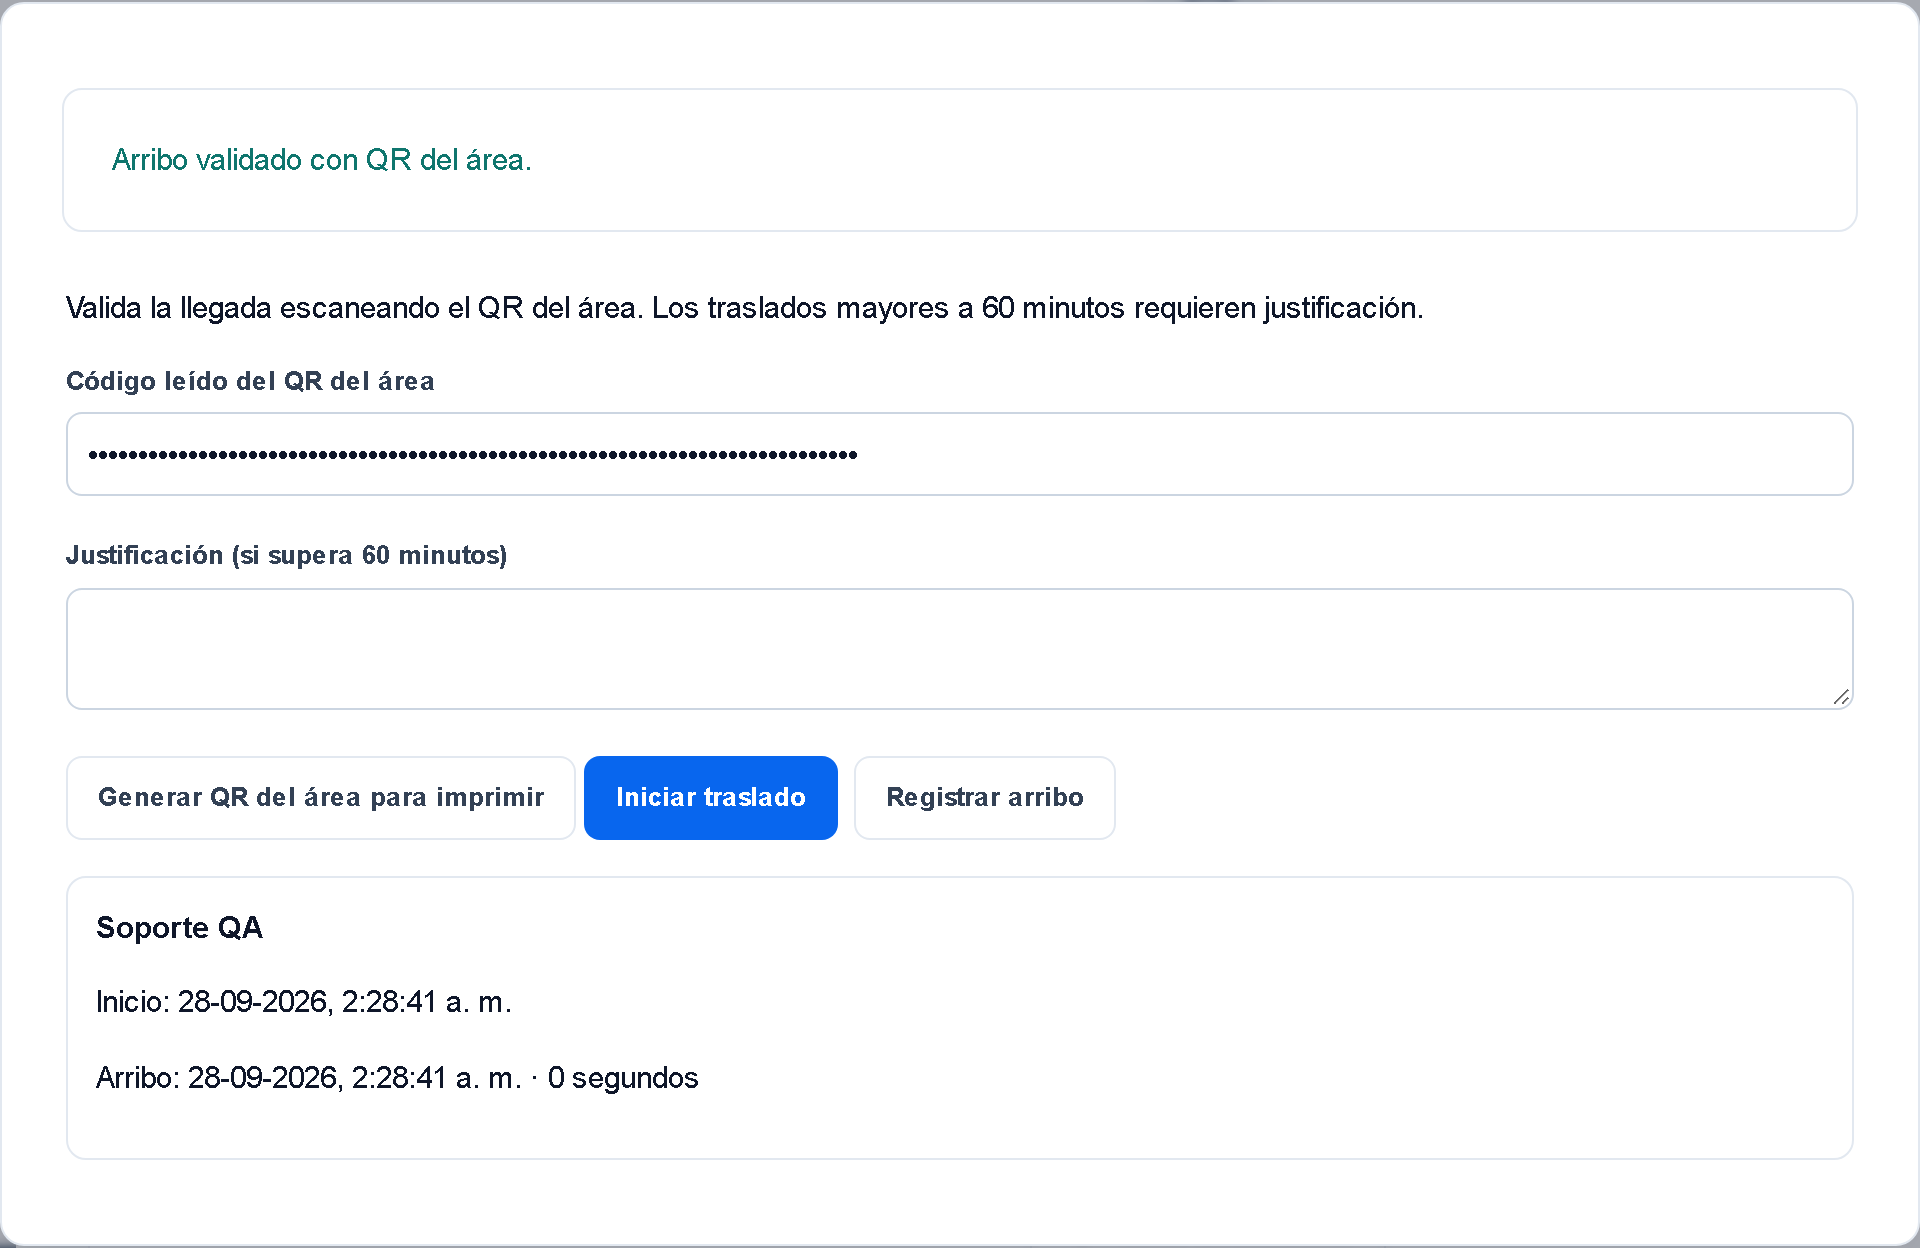 Arribo validado con QR del área.
Valida la llegada escaneando el QR del área. Los traslados mayores a 60 minutos requieren justificación.
Código leído del QR del área
Justificación (si supera 60 minutos)
Generar QR del área para imprimir
Iniciar traslado
Registrar arribo
Soporte QA
Inicio: 28-09-2026, 2:28:41 a. m.
Arribo: 28-09-2026, 2:28:41 a. m. · 0 segundos